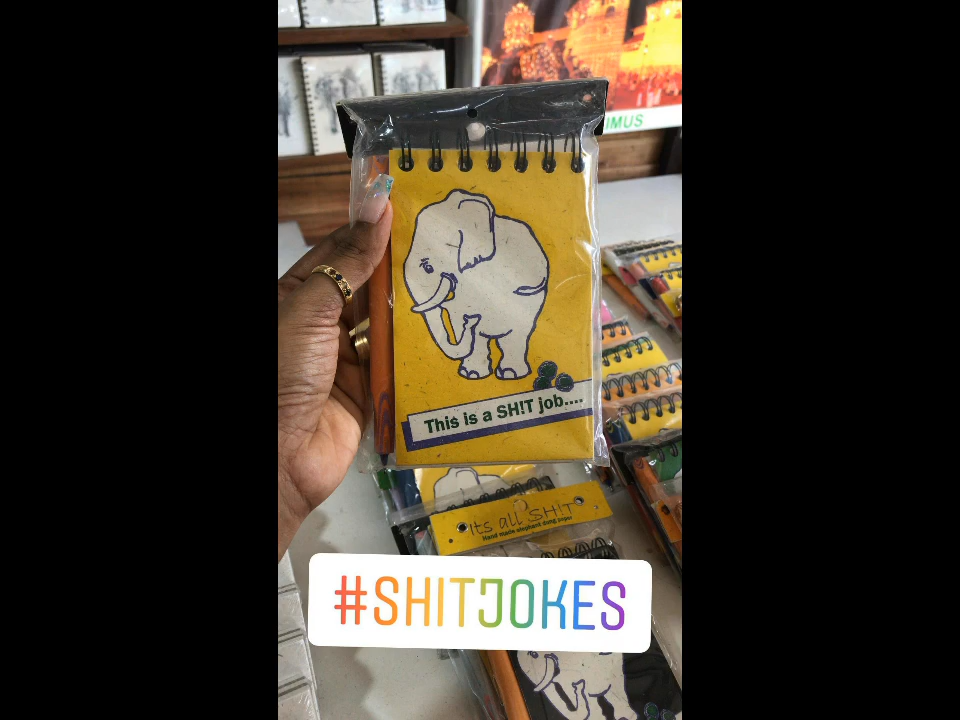 IMUS
This is a SH!T job....
Its all SH!T
Hand made elephant dung paper
#SHITJOKES